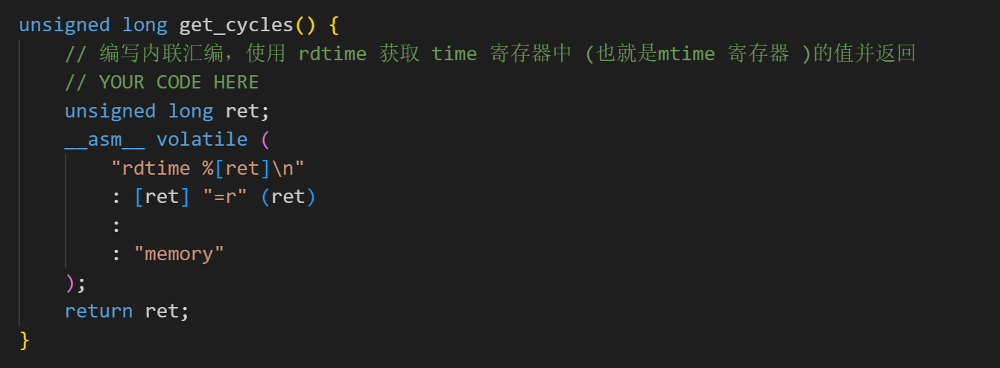 unsigned long get_cycles() {
    // 编写内联汇编，使用 rdtime 获取 time 寄存器中 (也就是mtime 寄存器 )的值并返回
    // YOUR CODE HERE
    unsigned long ret;
    __asm__ volatile (
        "rdtime %[ret]\n"
        : [ret] "=r" (ret)
        :
        : "memory"
    );
    return ret;
}